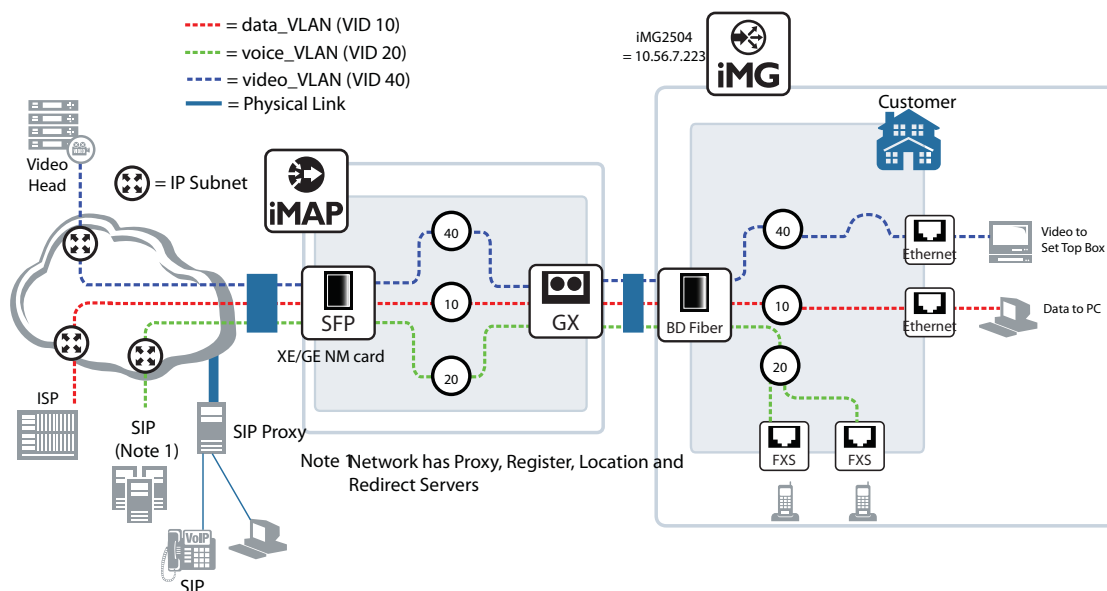 = data_VLAN (VID 10)
= voice_VLAN (VID 20)
= video_VLAN (VID 40)
= Physical Link
iMG2504
= 10.56.7.223
iMG
Customer
Video
Head
= IP Subnet
iMAP
40
10
20
SFP
XE/GE NM card
GX
BD Fiber
40
10
20
Ethernet
Video to
Set Top Box
Ethernet
Data to PC
FXS
FXS
ISP
SIP
(Note 1)
SIP Proxy
Note 1 Network has Proxy, Register, Location and
Redirect Servers
VoIP
SIP